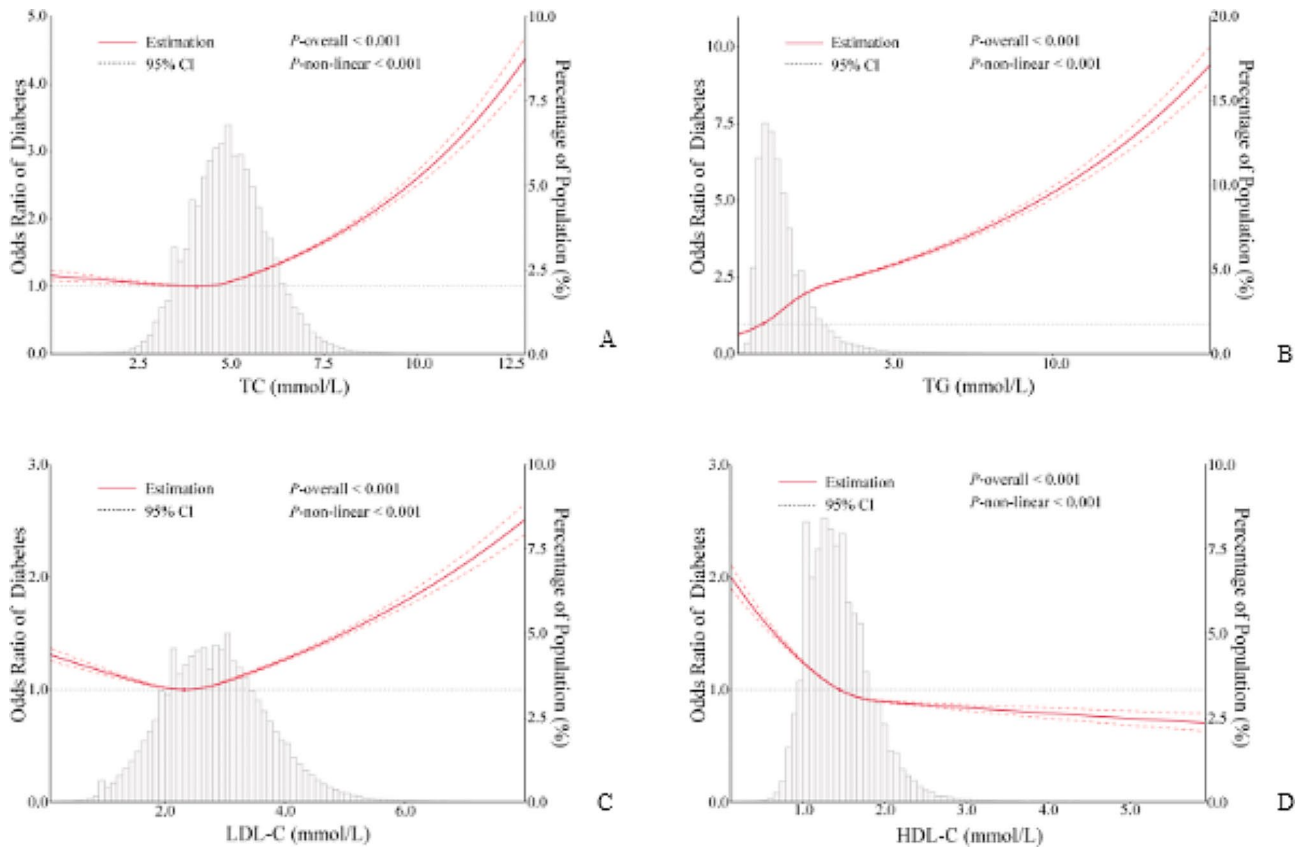 5.0
4.0
3.0
2.0
1.0
0.0
Odds Ratio of Diabetes
Estimation
95% CI
P-overall < 0.001
P-non-linear < 0.001
10.0
7.5
5.0
2.5
0.0
Percentage of Population (%)
2.5 5.0 7.5 10.0 12.5
TC (mmol/L)
A
10.0
7.5
5.0
2.5
0.0
Odds Ratio of Diabetes
Estimation
95% CI
P-overall < 0.001
P-non-linear < 0.001
20.0
15.0
10.0
5.0
0.0
Percentage of Population (%)
5.0 10.0
TG (mmol/L)
B
3.0
2.0
1.0
0.0
Odds Ratio of Diabetes
Estimation
95% CI
P-overall < 0.001
P-non-linear < 0.001
10.0
7.5
5.0
2.5
0.0
Percentage of Population (%)
2.0 4.0 6.0
LDL-C (mmol/L)
C
3.0
2.0
1.0
0.0
Odds Ratio of Diabetes
Estimation
95% CI
P-overall < 0.001
P-non-linear < 0.001
10.0
7.5
5.0
2.5
0.0
Percentage of Population (%)
1.0 2.0 3.0 4.0 5.0
HDL-C (mmol/L)
D